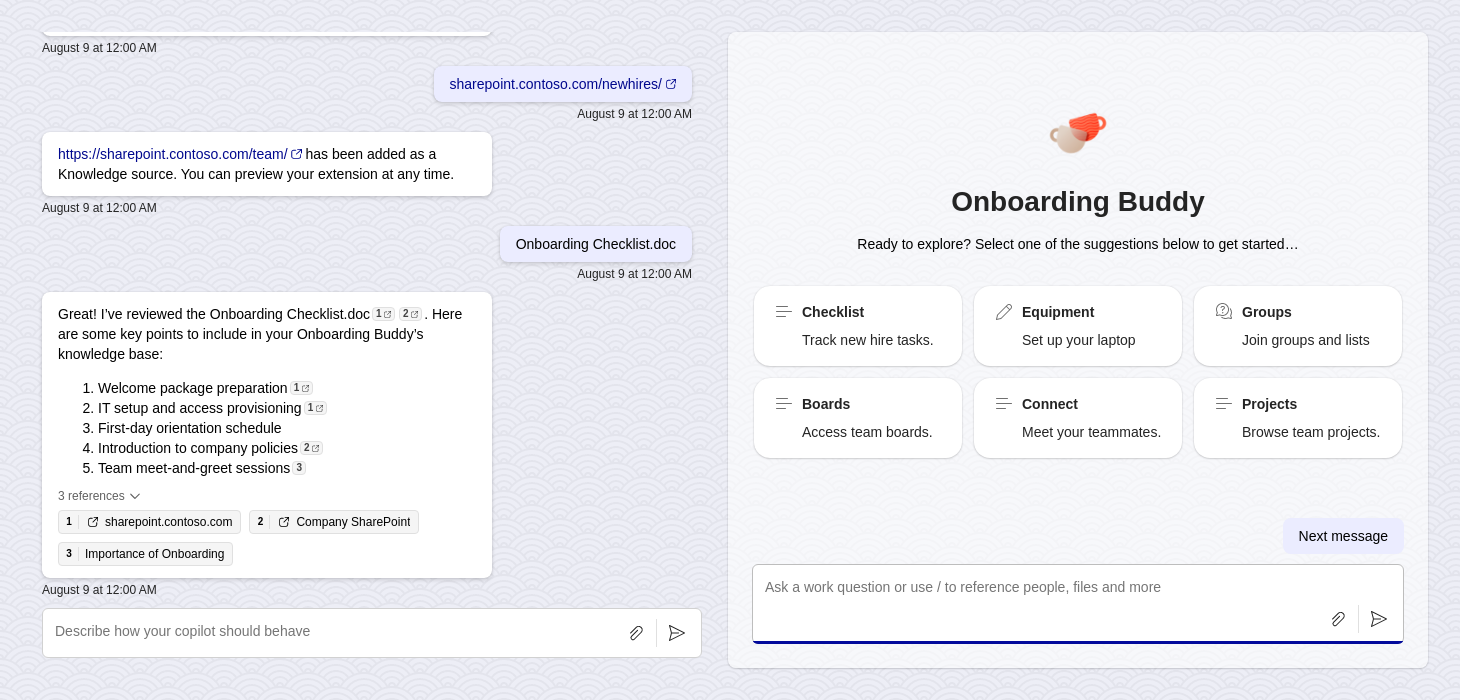 August 9 at 12:00 AM
sharepoint.contoso.com/newhires/
August 9 at 12:00 AM
https://sharepoint.contoso.com/team/ has been added as a
Knowledge source. You can preview your extension at any time.
August 9 at 12:00 AM
Onboarding Checklist.doc
August 9 at 12:00 AM
Great! I’ve reviewed the Onboarding Checklist.doc 1 2 . Here
are some key points to include in your Onboarding Buddy’s
knowledge base:
1. Welcome package preparation 1
2. IT setup and access provisioning 1
3. First-day orientation schedule
4. Introduction to company policies 2
5. Team meet-and-greet sessions 3
3 references
1 sharepoint.contoso.com 2 Company SharePoint
3 Importance of Onboarding
August 9 at 12:00 AM
Describe how your copilot should behave
Onboarding Buddy
Ready to explore? Select one of the suggestions below to get started…
Checklist
Track new hire tasks.
Equipment
Set up your laptop
Groups
Join groups and lists
Boards
Access team boards.
Connect
Meet your teammates.
Projects
Browse team projects.
Next message
Ask a work question or use / to reference people, files and more